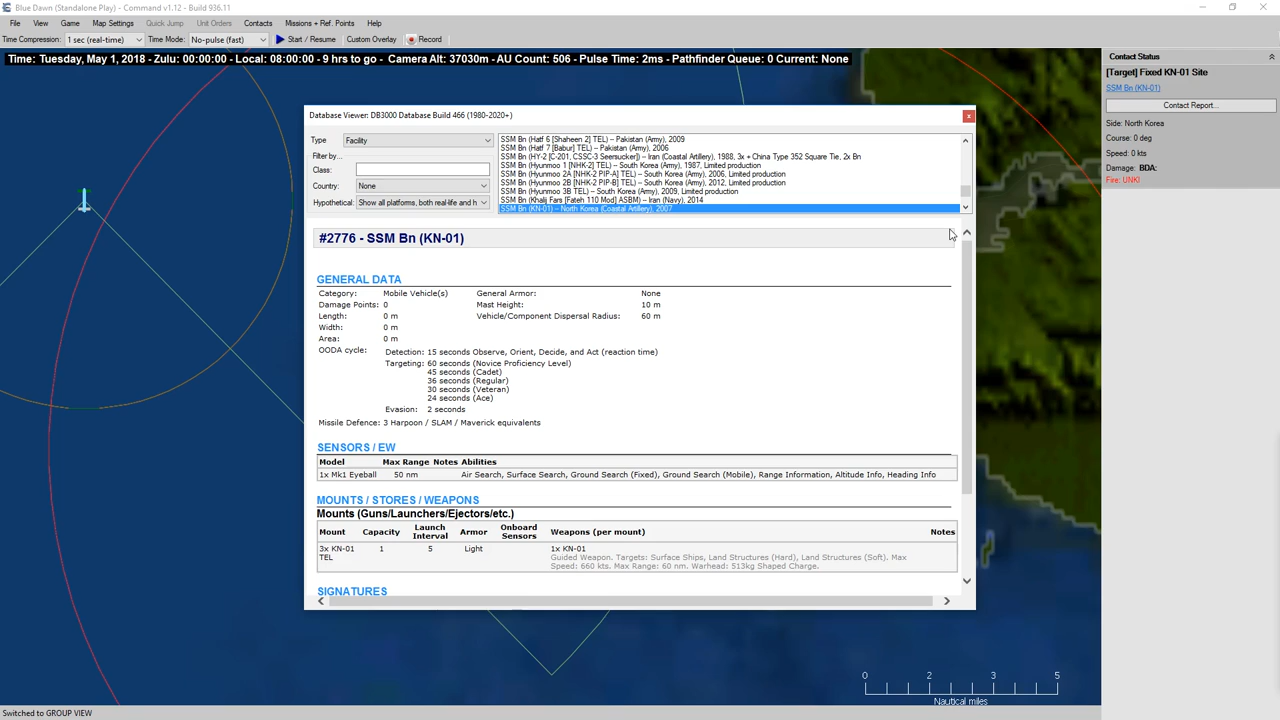 Blue Dawn (Standalone Play) - Command v1.12 - Build 936.11
File View Game Map Settings Quick Jump Unit Orders Contacts Missions + Ref. Points Help
Time Compression: 1 sec (real-time) Time Mode: No-pulse (fast) Start / Resume Custom Overlay Record
Time: Tuesday, May 1, 2018 - Zulu: 00:00:00 - Local: 08:00:00 - 9 hrs to go - Camera Alt: 37030m - AU Count: 506 - Pulse Time: 2ms - Pathfinder Queue: 0 Current: None
Contact Status
[Target] Fixed KN-01 Site
SSM Bn (KN-01)
Contact Report...
Side: North Korea
Course: 0 deg
Speed: 0 kts
Damage: BDA:
Fire: UNKI
Database Viewer: DB3000 Database Build 466 (1980-2020+)
Type Facility
Filter by...
Class:
Country: None
Hypothetical: Show all platforms, both real-life and h
SSM Bn (Hatf 6 [Shaheen 2] TEL) -- Pakistan (Army), 2009
SSM Bn (Hatf 7 [Babur] TEL) -- Pakistan (Army), 2006
SSM Bn (HY-2 [C-201, CSSC-3 Seersucker]) -- Iran (Coastal Artillery), 1988, 3x + China Type 352 Square Tie, 2x Bn
SSM Bn (Hyunmoo 1 [NHK-2] TEL) -- South Korea (Army), 1987, Limited production
SSM Bn (Hyunmoo 2A [NHK-2 PIP-A] TEL) -- South Korea (Army), 2006, Limited production
SSM Bn (Hyunmoo 2B [NHK-2 PIP-B] TEL) -- South Korea (Army), 2012, Limited production
SSM Bn (Hyunmoo 3B TEL) -- South Korea (Army), 2009, Limited production
SSM Bn (Khalij Fars [Fateh 110 Mod] ASBM) -- Iran (Navy), 2014
SSM Bn (KN-01) -- North Korea (Coastal Artillery), 2007
#2776 - SSM Bn (KN-01)
GENERAL DATA
Category: Mobile Vehicle(s) General Armor: None
Damage Points: 0 Mast Height: 10 m
Length: 0 m Vehicle/Component Dispersal Radius: 60 m
Width: 0 m
Area: 0 m
OODA cycle: Detection: 15 seconds Observe, Orient, Decide, and Act (reaction time)
Targeting: 60 seconds (Novice Proficiency Level)
45 seconds (Cadet)
36 seconds (Regular)
30 seconds (Veteran)
24 seconds (Ace)
Evasion: 2 seconds
Missile Defence: 3 Harpoon / SLAM / Maverick equivalents
SENSORS / EW
Model Max Range Notes Abilities
1x Mk1 Eyeball 50 nm Air Search, Surface Search, Ground Search (Fixed), Ground Search (Mobile), Range Information, Altitude Info, Heading Info
MOUNTS / STORES / WEAPONS
Mounts (Guns/Launchers/Ejectors/etc.)
Mount Capacity Launch Interval Armor Onboard Sensors Weapons (per mount) Notes
3x KN-01 TEL 1 5 Light 1x KN-01
Guided Weapon. Targets: Surface Ships, Land Structures (Hard), Land Structures (Soft). Max
Speed: 660 kts. Max Range: 60 nm. Warhead: 513kg Shaped Charge.
SIGNATURES
0 2 3 5
Nautical miles
Switched to GROUP VIEW